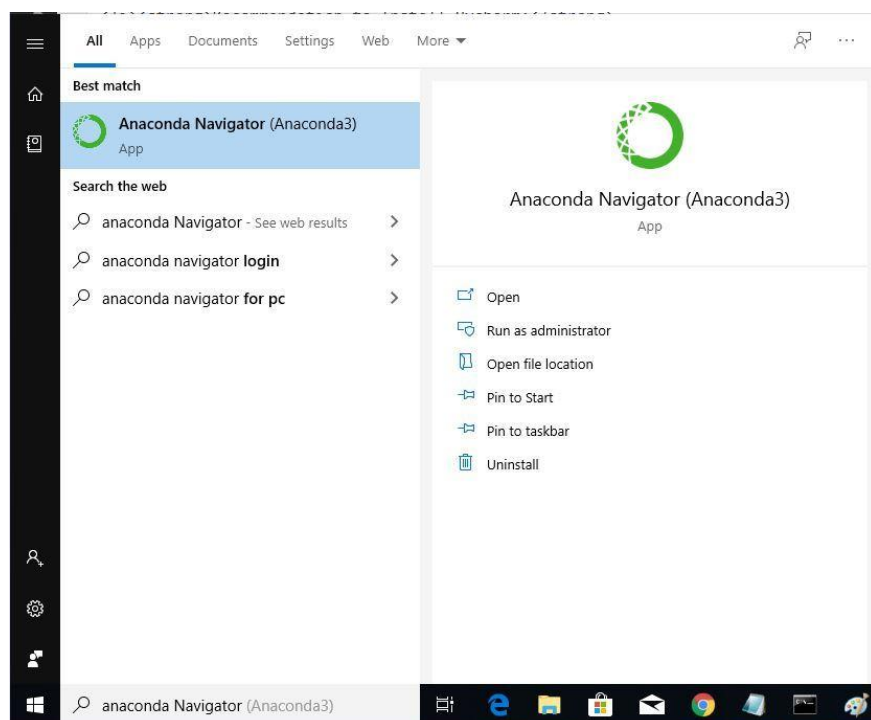 All Apps Documents Settings Web More
Best match
Anaconda Navigator (Anaconda3)
App
Search the web
anaconda Navigator - See web results
anaconda navigator login
anaconda navigator for pc
Anaconda Navigator (Anaconda3)
App
Open
Run as administrator
Open file location
Pin to Start
Pin to taskbar
Uninstall
anaconda Navigator (Anaconda3)